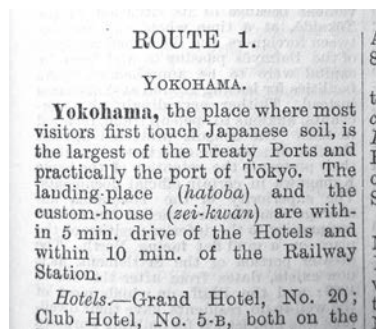 ROUTE 1.
YOKOHAMA.
Yokohama, the place where most
visitors first touch Japanese soil, is
the largest of the Treaty Ports and
practically the port of Tōkyō. The
landing-place (hatoba) and the
custom-house (zei-kwan) are with-
in 5 min. drive of the Hotels and
within 10 min. of the Railway
Station.
Hotels.—Grand Hotel, No. 20;
Club Hotel, No. 5-B, both on the